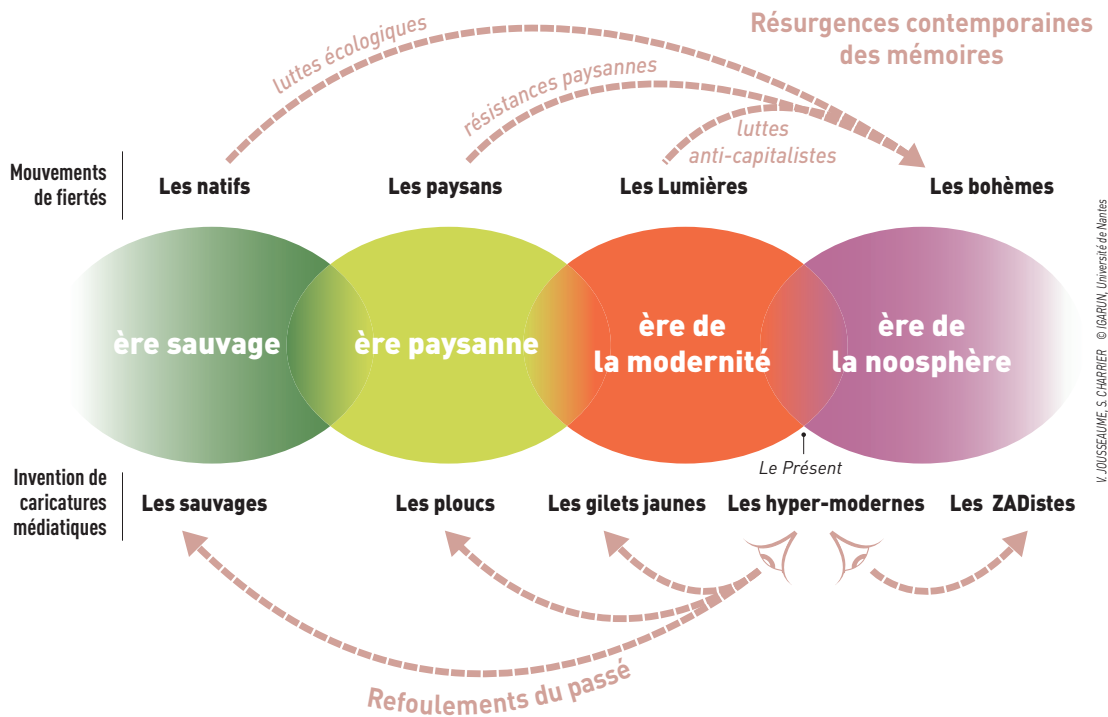 Résurgences contemporaines
des mémoires
luttes écologiques
résistances paysannes
luttes
anti-capitalistes
Mouvements
de fiertés
Les natifs
Les paysans
Les Lumières
Les bohèmes
ère sauvage
ère paysanne
ère de
la modernité
ère de
la noosphère
Le Présent
Invention de
caricatures
médiatiques
Les sauvages
Les ploucs
Les gilets jaunes
Les hyper-modernes
Les ZADistes
Refoulements du passé
V. JOUSSEAUME, S. CHARRIER © IGARUN, Université de Nantes